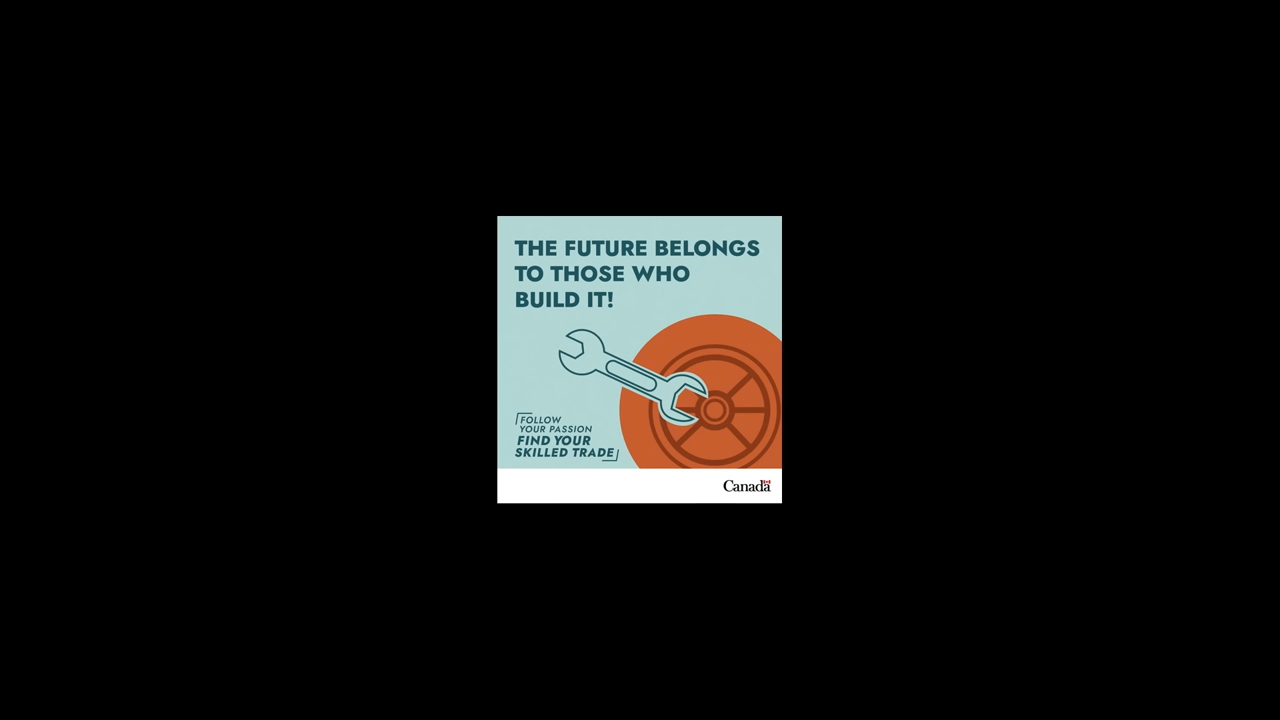 THE FUTURE BELONGS
TO THOSE WHO
BUILD IT!
FOLLOW
YOUR PASSION
FIND YOUR
SKILLED TRADE
Canada